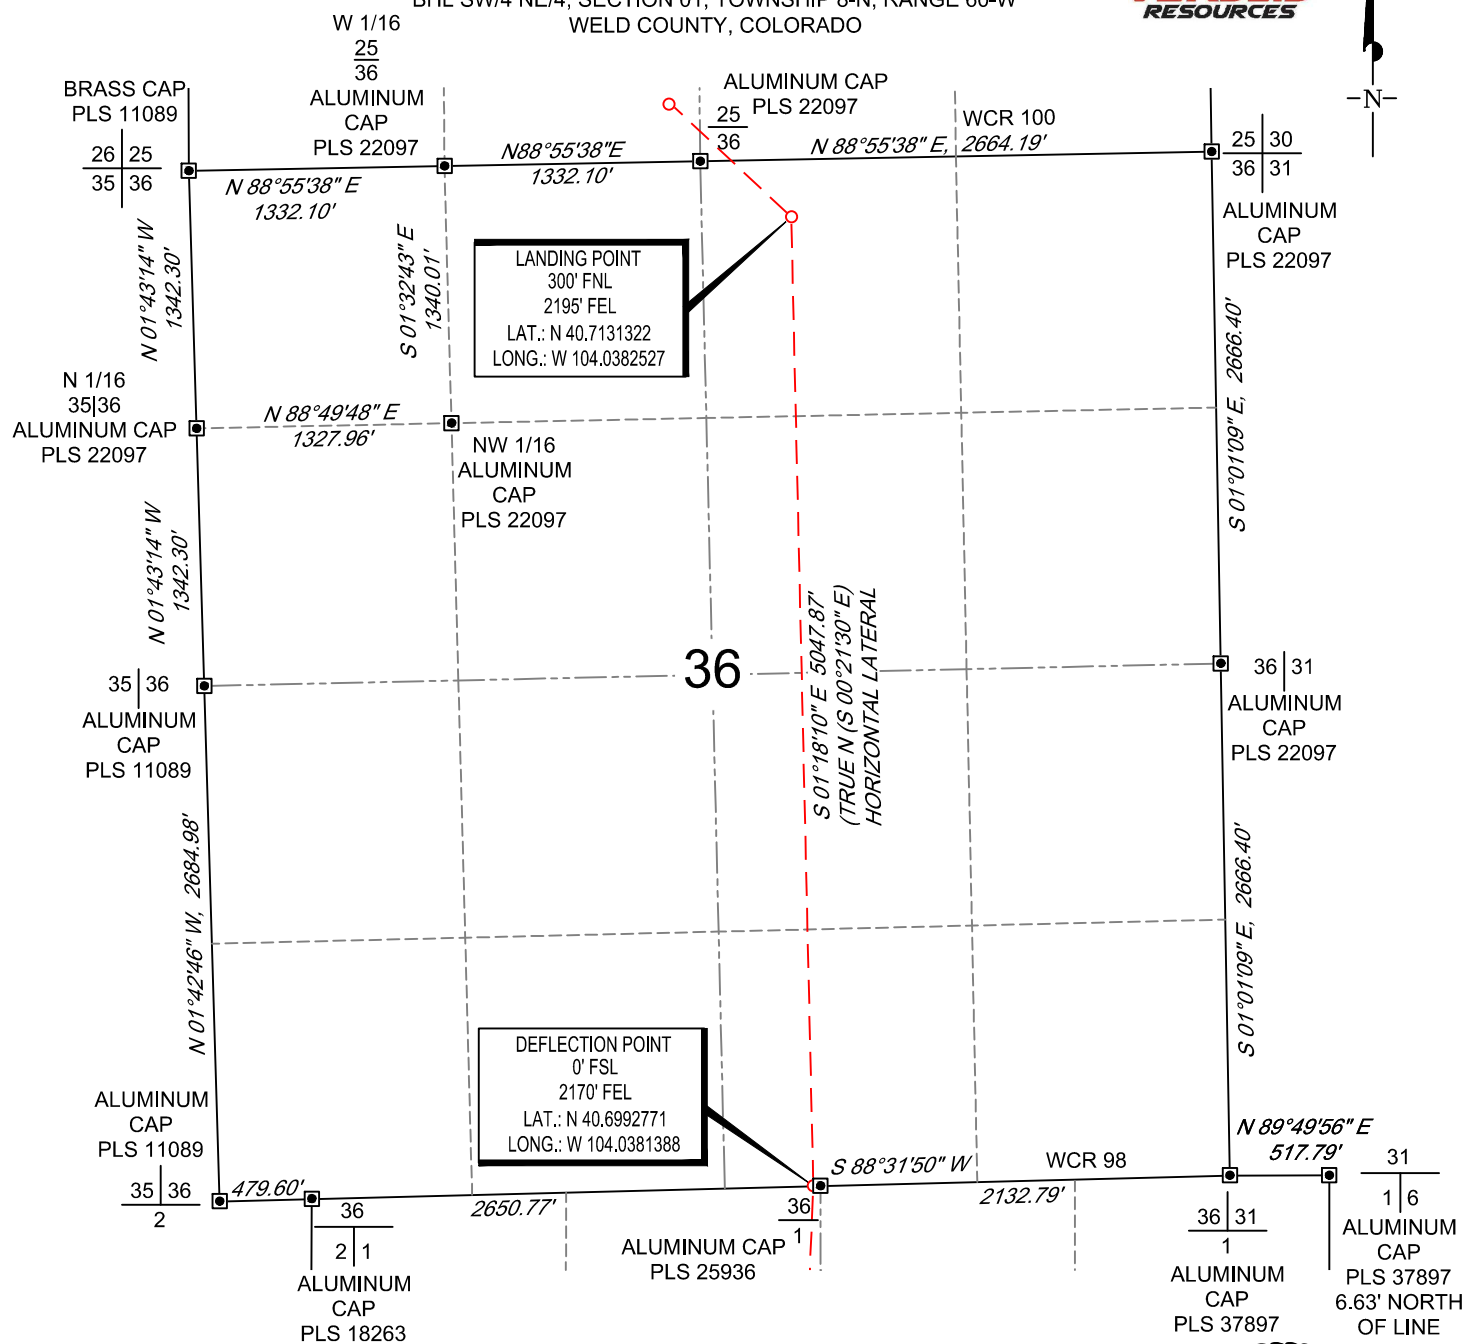 WELD COUNTY, COLORADO
RESOURCES
-N-
W 1/16
25
36
ALUMINUM
CAP
PLS 22097
BRASS CAP
PLS 11089
26 25
35 36
ALUMINUM CAP
PLS 22097
25
36
WCR 100
25 30
36 31
ALUMINUM
CAP
PLS 22097
N 88°55'38" E
1332.10'
N88°55'38"E
1332.10'
N 88°55'38" E, 2664.19'
N 01°43'14" W
1342.30'
S 01°32'43" E
1340.01'
LANDING POINT
300' FNL
2195' FEL
LAT.: N 40.7131322
LONG.: W 104.0382527
S 01°01'09" E, 2666.40'
N 1/16
35|36
ALUMINUM CAP
PLS 22097
N 88°49'48" E
1327.96'
NW 1/16
ALUMINUM
CAP
PLS 22097
N 01°43'14" W
1342.30'
36
S 01°18'10" E 5047.87'
(TRUE N (S 00°21'30" E)
HORIZONTAL LATERAL
35 36
ALUMINUM
CAP
PLS 11089
36 31
ALUMINUM
CAP
PLS 22097
N 01°42'46" W, 2684.98'
S 01°01'09" E, 2666.40'
DEFLECTION POINT
0' FSL
2170' FEL
LAT.: N 40.6992771
LONG.: W 104.0381388
ALUMINUM
CAP
PLS 11089
35 36
2
479.60'
36
2 1
ALUMINUM
CAP
PLS 18263
2650.77'
36
1
ALUMINUM CAP
PLS 25936
S 88°31'50" W
WCR 98
2132.79'
N 89°49'56" E
517.79'
36 31
1
ALUMINUM
CAP
PLS 37897
31
1 6
ALUMINUM
CAP
PLS 37897
6.63' NORTH
OF LINE